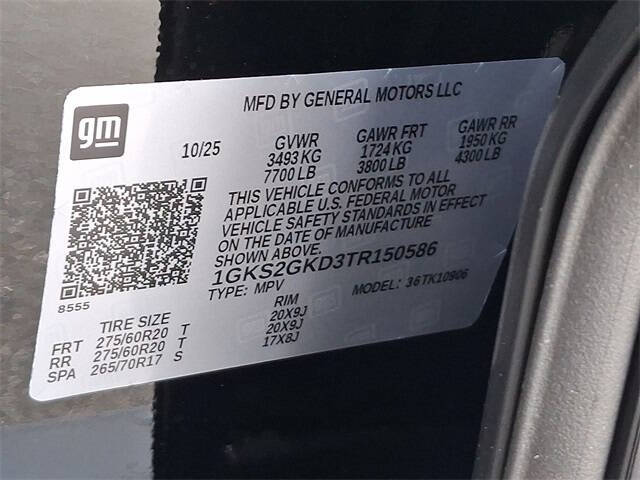 gm
MFD BY GENERAL MOTORS LLC
10/25 GVWR GAWR FRT GAWR RR
3493 KG 1724 KG 1950 KG
7700 LB 3800 LB 4300 LB
THIS VEHICLE CONFORMS TO ALL
APPLICABLE U.S. FEDERAL MOTOR
VEHICLE SAFETY STANDARDS IN EFFECT
ON THE DATE OF MANUFACTURE
SHOWN ABOVE.
1GKS2GKD3TR150586
TYPE: MPV MODEL: 36TK10906
8555
TIRE SIZE RIM
FRT 275/60R20 T 20X9J
RR 275/60R20 T 20X9J
SPA 265/70R17 S 17X8J